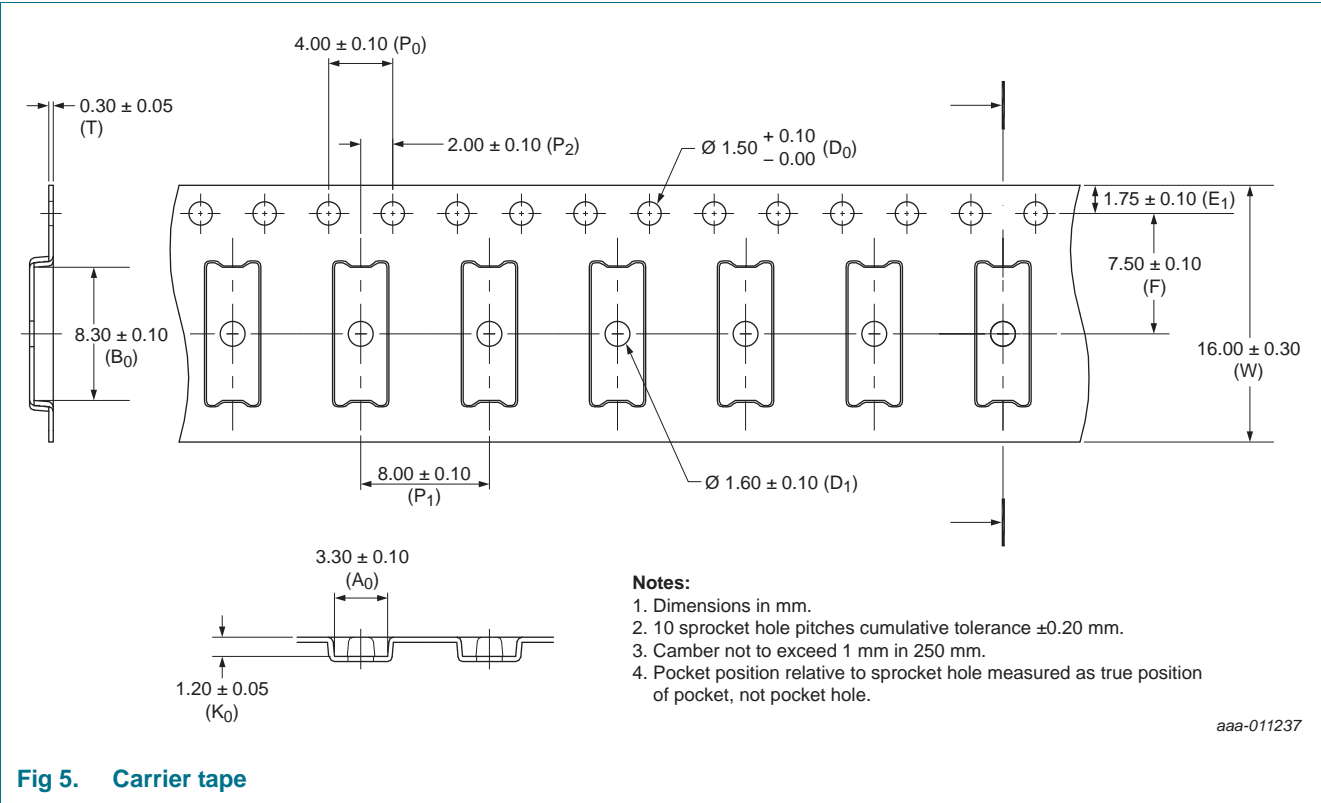 4.00 ± 0.10 (P0)
0.30 ± 0.05
(T)
2.00 ± 0.10 (P2)
Ø 1.50 + 0.10 − 0.00 (D0)
1.75 ± 0.10 (E1)
7.50 ± 0.10
(F)
8.30 ± 0.10
(B0)
16.00 ± 0.30
(W)
8.00 ± 0.10
(P1)
Ø 1.60 ± 0.10 (D1)
3.30 ± 0.10
(A0)
1.20 ± 0.05
(K0)
Notes:
1. Dimensions in mm.
2. 10 sprocket hole pitches cumulative tolerance ±0.20 mm.
3. Camber not to exceed 1 mm in 250 mm.
4. Pocket position relative to sprocket hole measured as true position
of pocket, not pocket hole.
aaa-011237
Fig 5. Carrier tape